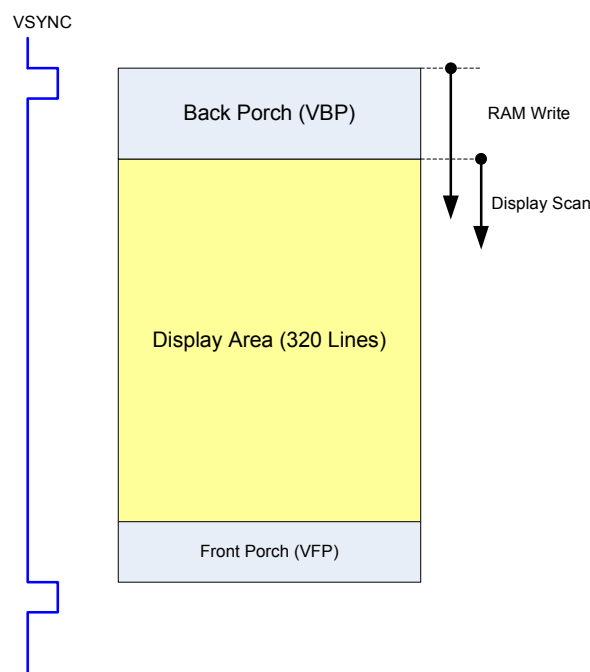 VSYNC
Back Porch (VBP)
RAM Write
Display Scan
Display Area (320 Lines)
Front Porch (VFP)